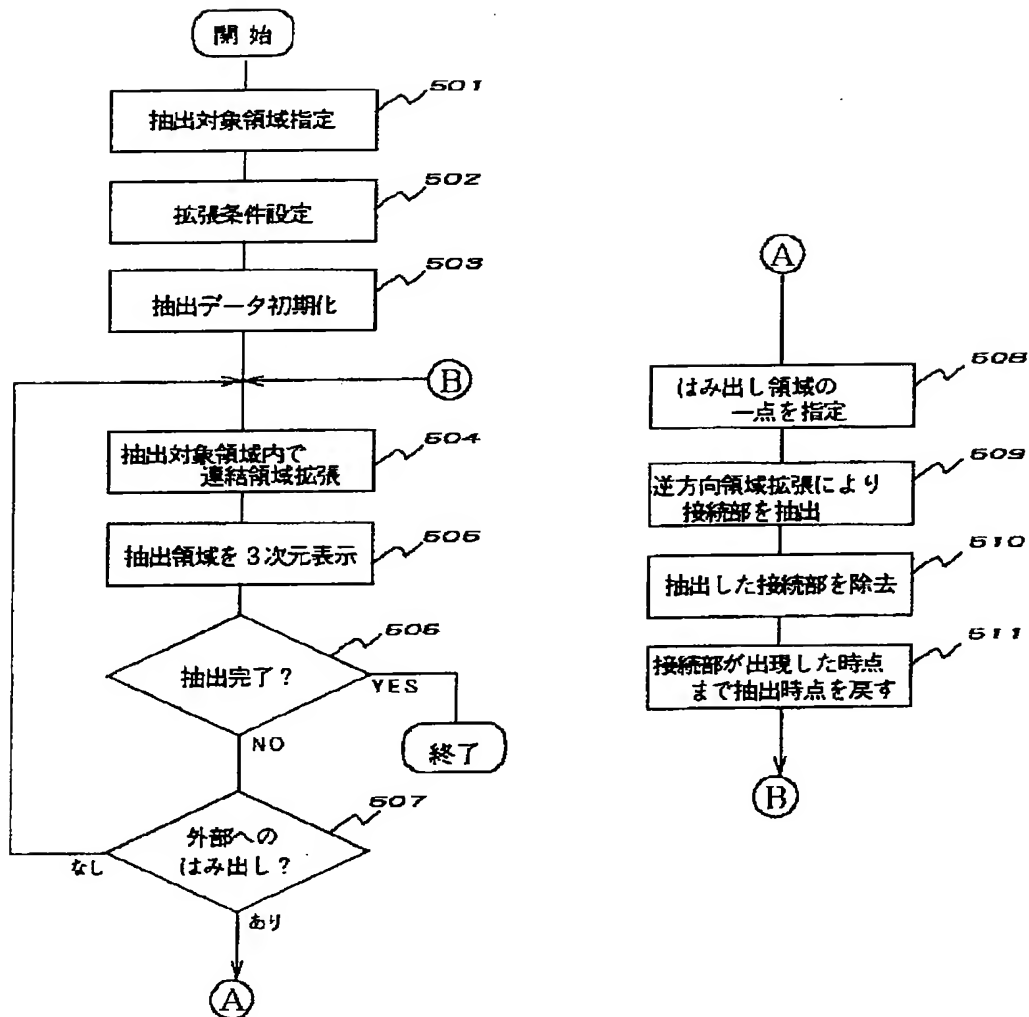 開始
501
抽出対象領域指定
502
拡張条件設定
503
抽出データ初期化
B
504
抽出対象領域内で
連結領域拡張
505
抽出領域を3次元表示
506
抽出完了?
YES
終了
NO
507
外部への
はみ出し?
なし
あり
A
A
508
はみ出し領域の
一点を指定
509
逆方向領域拡張により
接続部を抽出
510
抽出した接続部を除去
511
接続部が出現した時点
まで抽出時点を戻す
B